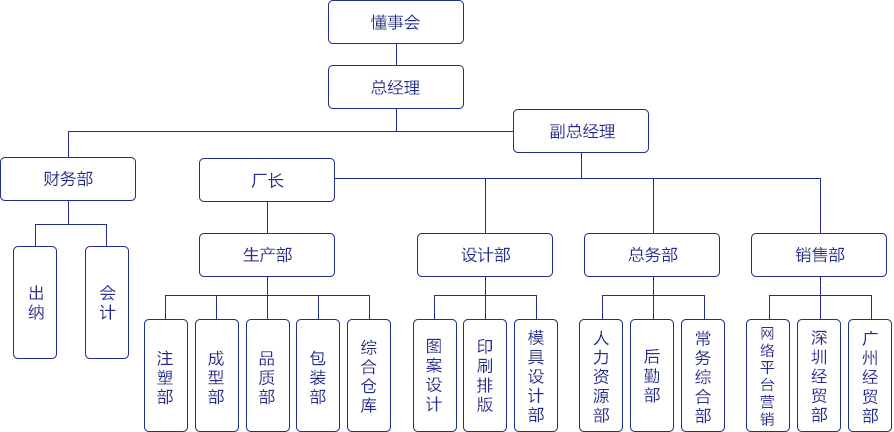 懂事会
总经理
副总经理
财务部
厂长
生产部
设计部
总务部
销售部
出纳
会计
注塑部
成型部
品质部
包装部
综合仓库
图案设计
印刷排版
模具设计部
人力资源部
后勤部
常务综合部
网络平台营销
深圳经贸部
广州经贸部